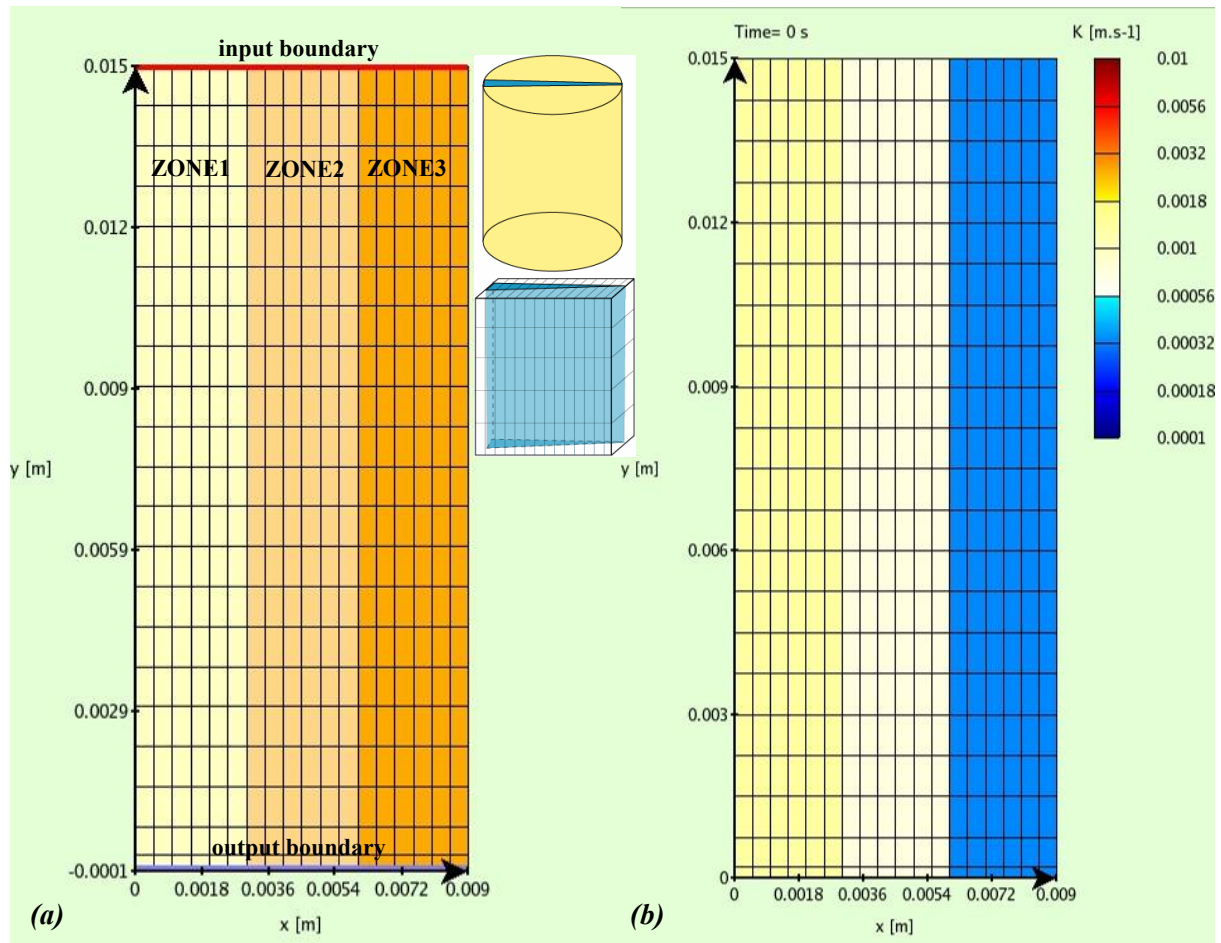 input boundary
0.015
ZONE1 ZONE2 ZONE3
0.012
0.009
y [m]
0.0059
0.0029
output boundary
-0.0001
0 0.0018 0.0036 0.0054 0.0072 0.009
(a)
x [m]
Time= 0 s
K [m.s-1]
0.015
0.012
0.009
y [m]
0.006
0.003
0
0 0.0018 0.0036 0.0054 0.0072 0.009
(b)
x [m]
0.01
0.0056
0.0032
0.0018
0.001
0.00056
0.00032
0.00018
0.0001